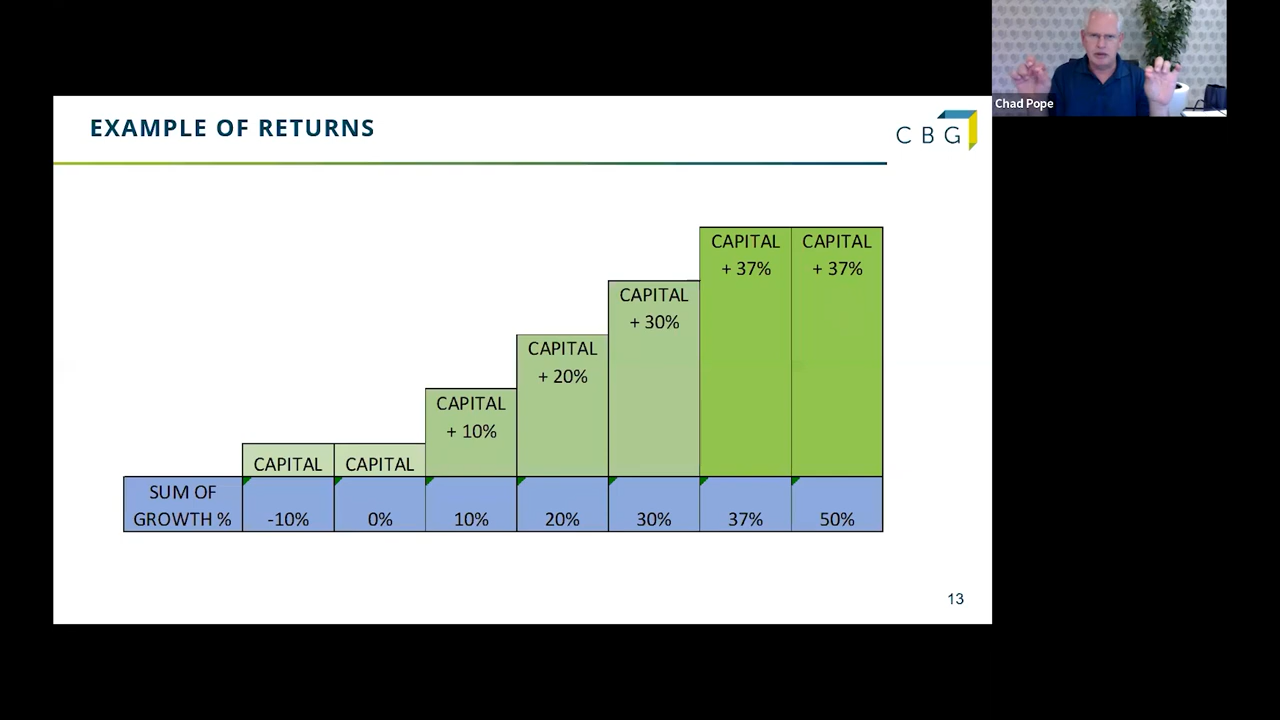 Chad Pope
EXAMPLE OF RETURNS
CBG
CAPITAL
+ 37%
CAPITAL
+ 37%
CAPITAL
+ 30%
CAPITAL
+ 20%
CAPITAL
+ 10%
CAPITAL
CAPITAL
SUM OF
GROWTH %
-10%
0%
10%
20%
30%
37%
50%
13